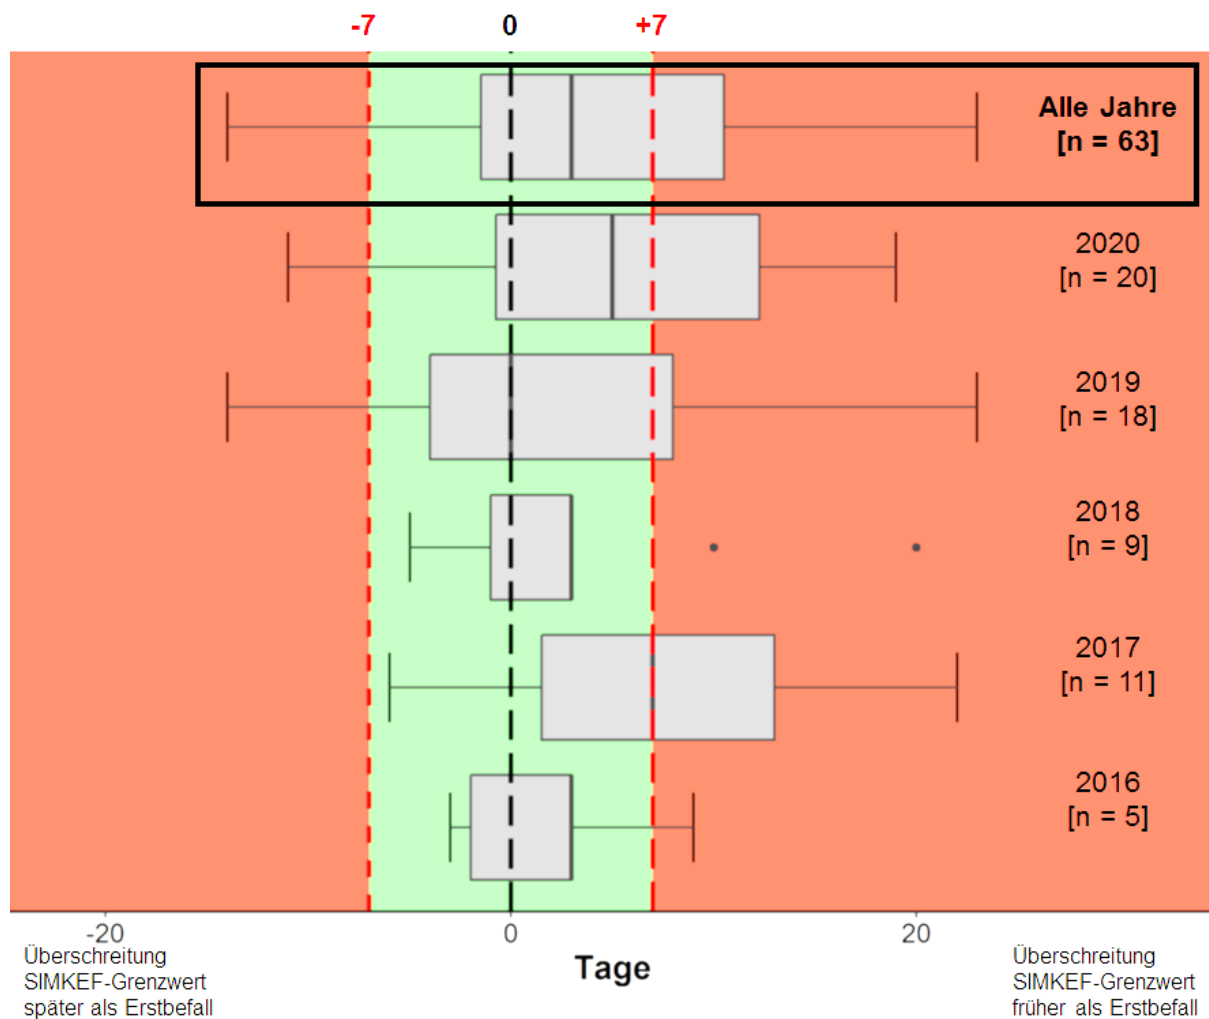 -7 0 +7
Alle Jahre
[n = 63]
2020
[n = 20]
2019
[n = 18]
2018
[n = 9]
2017
[n = 11]
2016
[n = 5]
-20 0 20
Tage
Überschreitung
SIMKEF-Grenzwert
später als Erstbefall
Überschreitung
SIMKEF-Grenzwert
früher als Erstbefall